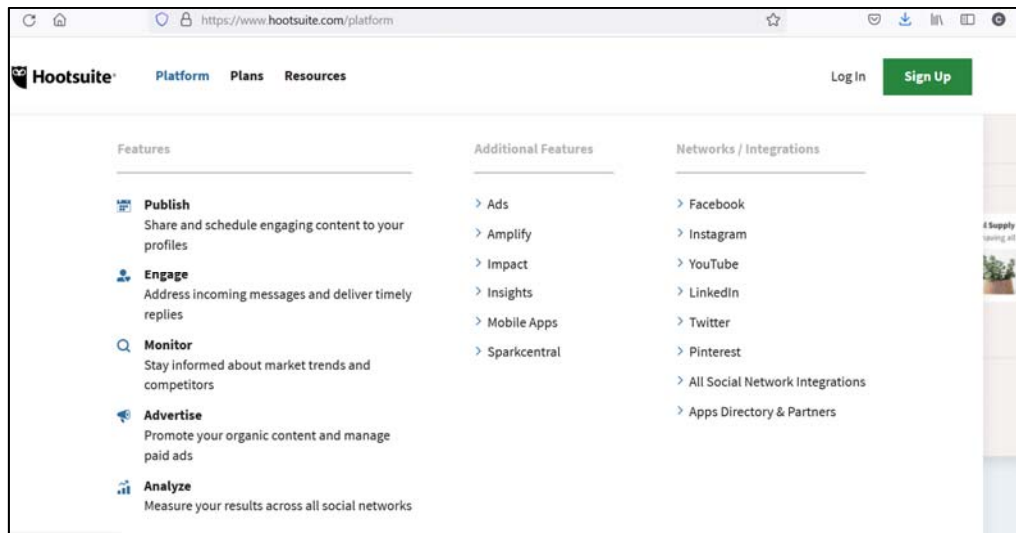 https://www.hootsuite.com/platform
Hootsuite
Platform Plans Resources
Log In
Sign Up
Features
Publish
Share and schedule engaging content to your
profiles
Engage
Address incoming messages and deliver timely
replies
Monitor
Stay informed about market trends and
competitors
Advertise
Promote your organic content and manage
paid ads
Analyze
Measure your results across all social networks
Additional Features
Ads
Amplify
Impact
Insights
Mobile Apps
Sparkcentral
Networks / Integrations
Facebook
Instagram
YouTube
LinkedIn
Twitter
Pinterest
All Social Network Integrations
Apps Directory & Partners
Supply
having all